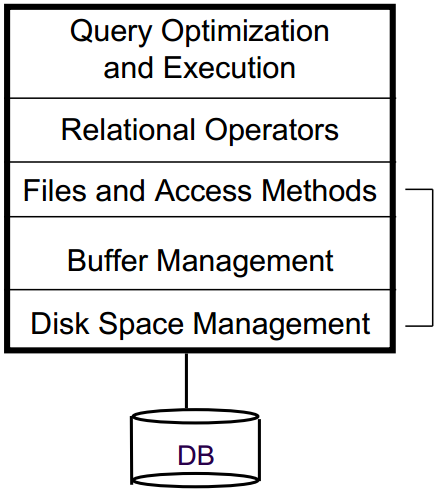 Query Optimization
and Execution
Relational Operators
Files and Access Methods
Buffer Management
Disk Space Management
DB